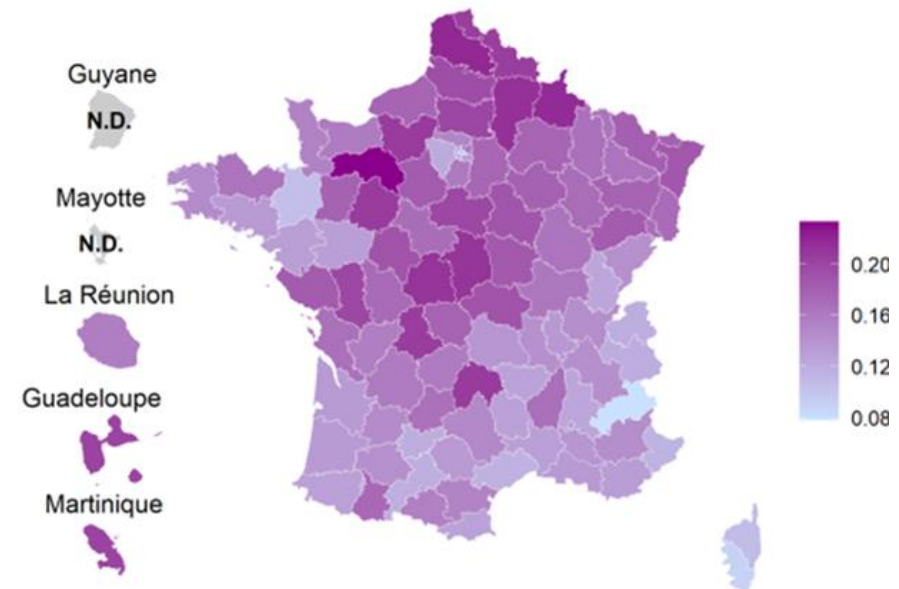 Guyane
N.D.
Mayotte
N.D.
La Réunion
Guadeloupe
Martinique
0.20
0.16
0.12
0.08